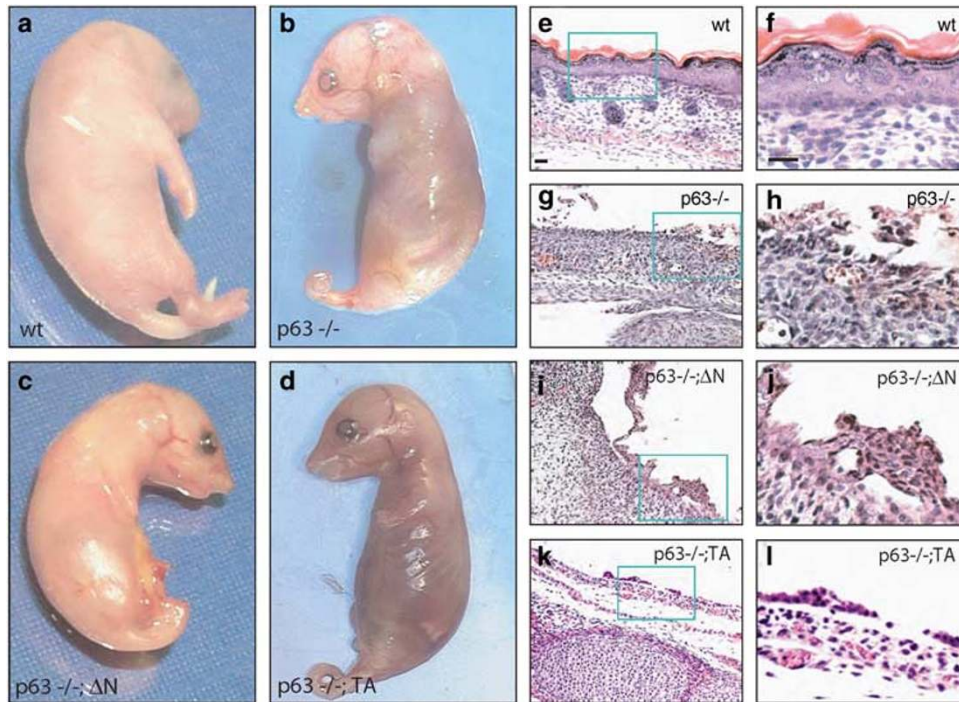 a
wt
b
p63 -/-
c
p63 -/-; ΔN
d
p63 -/-; TA
e
wt
f
wt
g
p63-/-
h
p63-/-
i
p63-/-;ΔN
j
p63-/-;ΔN
k
p63-/-;TA
l
p63-/-;TA